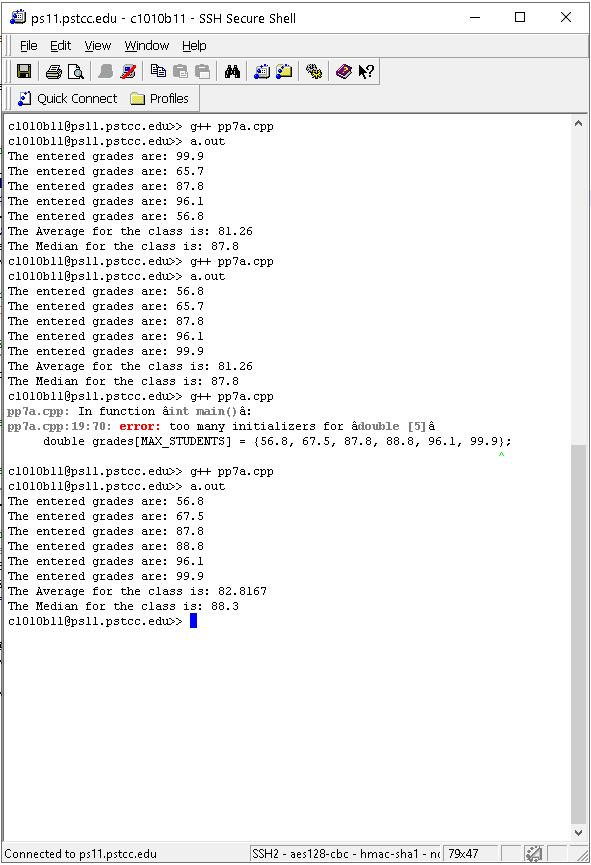 ps11.pstcc.edu - c1010b11 - SSH Secure Shell
File Edit View Window Help
Quick Connect Profiles
c1010b11@ps11.pstcc.edu>> g++ pp7a.cpp
c1010b11@ps11.pstcc.edu>> a.out
The entered grades are: 99.9
The entered grades are: 65.7
The entered grades are: 87.8
The entered grades are: 96.1
The entered grades are: 56.8
The Average for the class is: 81.26
The Median for the class is: 87.8
c1010b11@ps11.pstcc.edu>> g++ pp7a.cpp
c1010b11@ps11.pstcc.edu>> a.out
The entered grades are: 56.8
The entered grades are: 65.7
The entered grades are: 87.8
The entered grades are: 96.1
The entered grades are: 99.9
The Average for the class is: 81.26
The Median for the class is: 87.8
c1010b11@ps11.pstcc.edu>> g++ pp7a.cpp
pp7a.cpp: In function âint main()â:
pp7a.cpp:19:70: error: too many initializers for âdouble [5]â
     double grades[MAX_STUDENTS] = {56.8, 67.5, 87.8, 88.8, 96.1, 99.9};
^
c1010b11@ps11.pstcc.edu>> g++ pp7a.cpp
c1010b11@ps11.pstcc.edu>> a.out
The entered grades are: 56.8
The entered grades are: 67.5
The entered grades are: 87.8
The entered grades are: 88.8
The entered grades are: 96.1
The entered grades are: 99.9
The Average for the class is: 82.8167
The Median for the class is: 88.3
c1010b11@ps11.pstcc.edu>>
Connected to ps11.pstcc.edu SSH2 - aes128-cbc - hmac-sha1 - 79x47